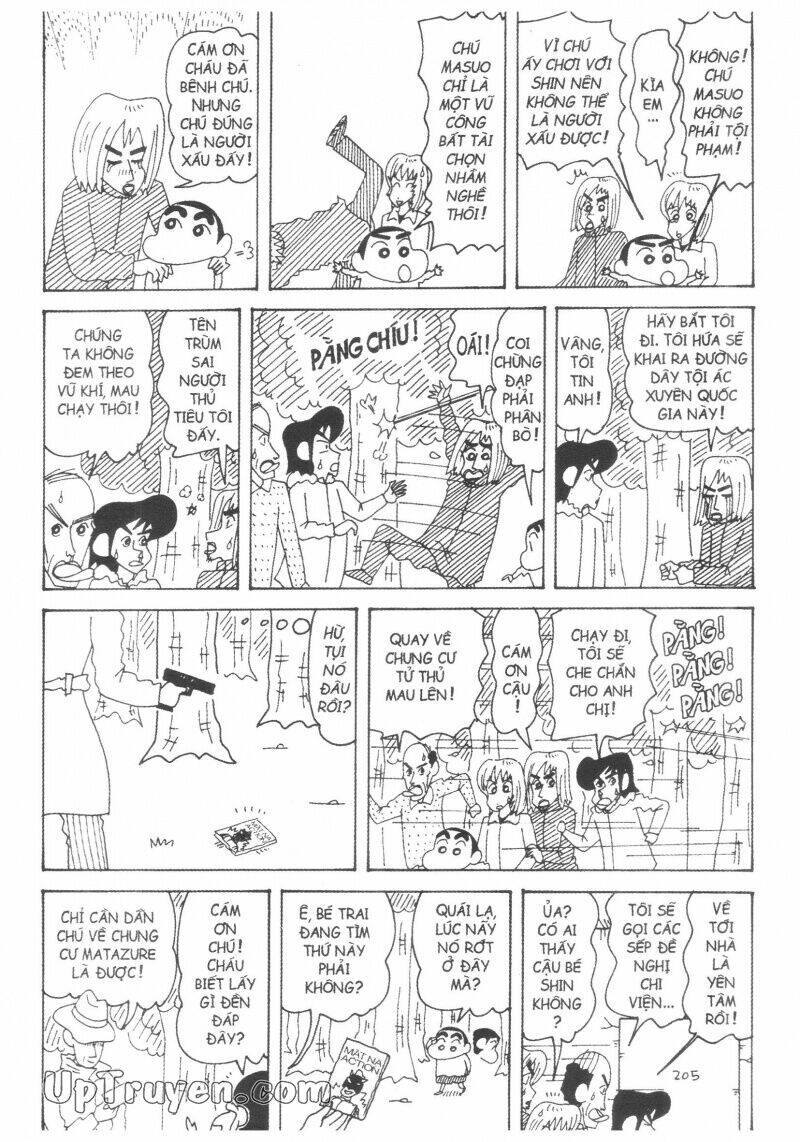 KHÔNG!
CHÚ
MASUO
KHÔNG
PHẢI TỘI
PHẠM!
KÌA
EM...
VÌ CHÚ
ẤY CHƠI VỚI
SHIN NÊN
KHÔNG THỂ
LÀ NGƯỜI
XẤU ĐƯỢC!
CHÚ
MASUO
CHỈ LÀ
MỘT VŨ
CÔNG
BẤT TÀI
CHỌN
NHẦM
NGHỀ
THÔI!
CÁM ƠN
CHÁU ĐÃ
BÊNH CHÚ.
NHƯNG
CHÚ ĐÚNG
LÀ NGƯỜI
XẤU ĐẤY!
HÃY BẮT TÔI
ĐI. TÔI HỨA SẼ
KHAI RA ĐƯỜNG
DÂY TỘI ÁC
XUYÊN QUỐC
GIA NÀY!
VÂNG,
TÔI
TIN
ANH!
COI
CHỪNG
ĐẠP
PHẢI
PHÂN
BÒ!
OÁI!
PẰNG CHÍU!
TÊN
TRÙM
SAI
NGƯỜI
THỦ
TIÊU TÔI
ĐẤY.
CHÚNG
TA KHÔNG
ĐEM THEO
VŨ KHÍ, MAU
CHẠY THÔI!
PẰNG!
PẰNG!
PẰNG!
CHẠY ĐI,
TÔI SẼ
CHE CHẮN
CHO ANH
CHỊ!
CÁM
ƠN
CẬU
!
QUAY VỀ
CHUNG CƯ
TỬ THỦ
MAU LÊN!
HỪ,
TỤI
NÓ
ĐÂU
RỒI?
VỀ
TỚI
NHÀ
LÀ
YÊN
TÂM
RỒI!
TÔI SẼ
GỌI CÁC
SẾP ĐỀ
NGHỊ
CHI
VIỆN...
ỦA?
CÓ AI
THẤY
CẬU BÉ
SHIN
KHÔNG
?
205
QUÁI LẠ,
LÚC NÃY
NÓ RỚT
Ở ĐÂY
MÀ?
Ê, BÉ TRAI
ĐANG TÌM
THỨ NÀY
PHẢI
KHÔNG?
MẶT NẠ
ACTION
CÁM
ƠN
CHÚ!
CHÁU
BIẾT LẤY
GÌ ĐỀN
ĐÁP
ĐÂY?
CHỈ CẦN DẪN
CHÚ VỀ CHUNG
CƯ MATAZURE
LÀ ĐƯỢC!
UpTruyen.com